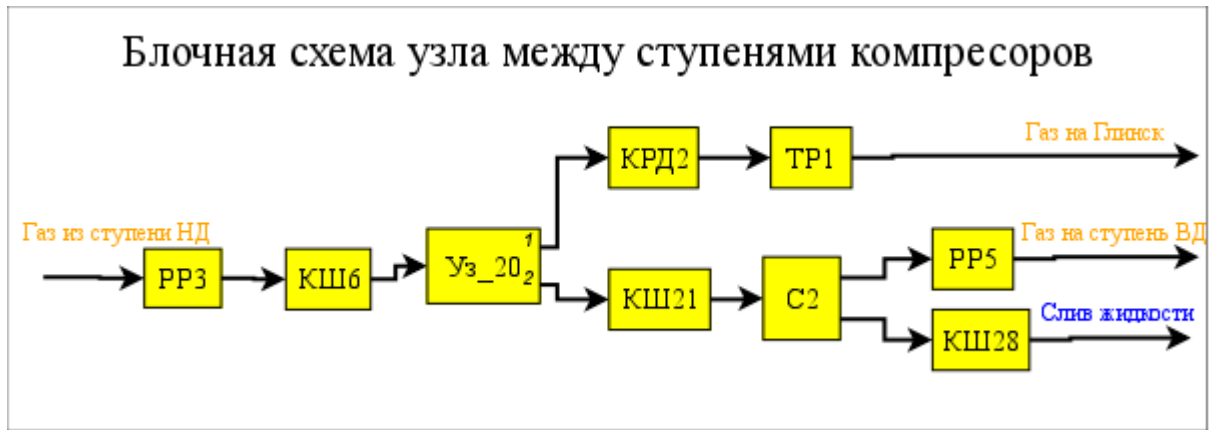 Блочная схема узла между ступенями компресоров
Газ на Глинск
КРД2
ТР1
Газ из ступени НД
Газ на ступень ВД
РР3
КШ6
Уз_20
1
2
КШ21
С2
РР5
Слив жидкости
КШ28